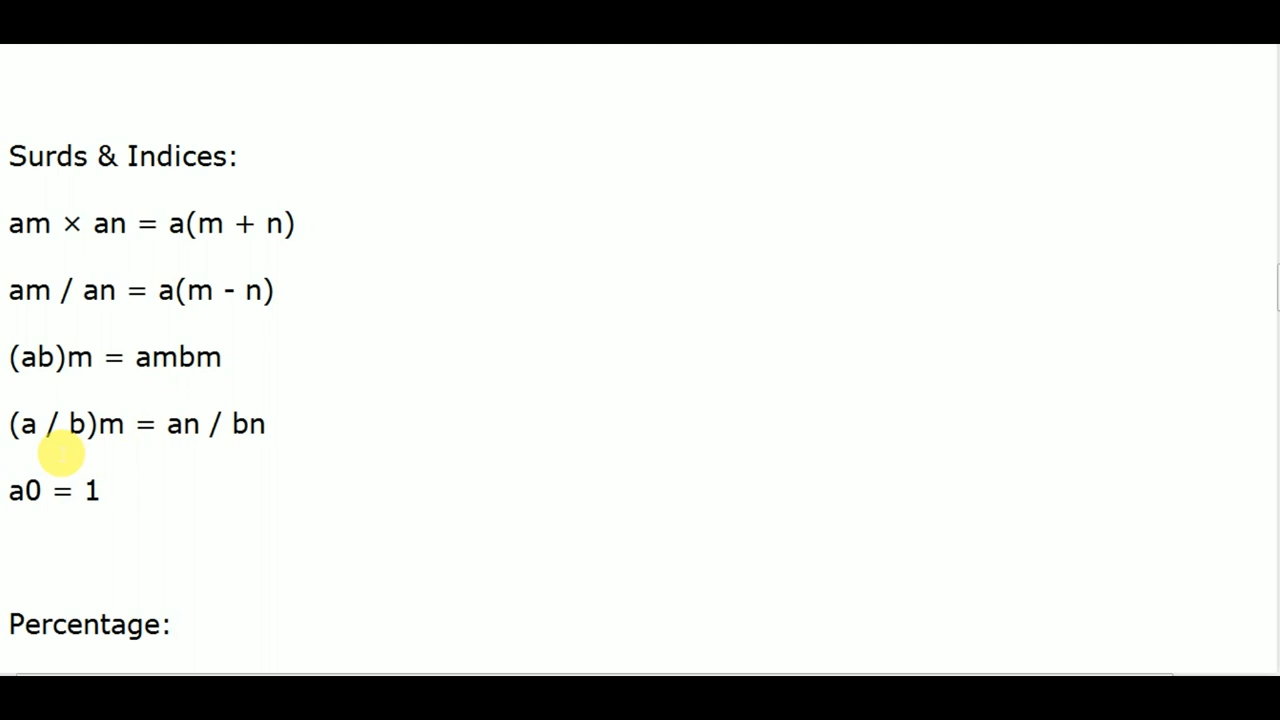 Surds & Indices:
am × an = a(m + n)
am / an = a(m - n)
(ab)m = ambm
(a / b)m = an / bn
a0 = 1
Percentage: